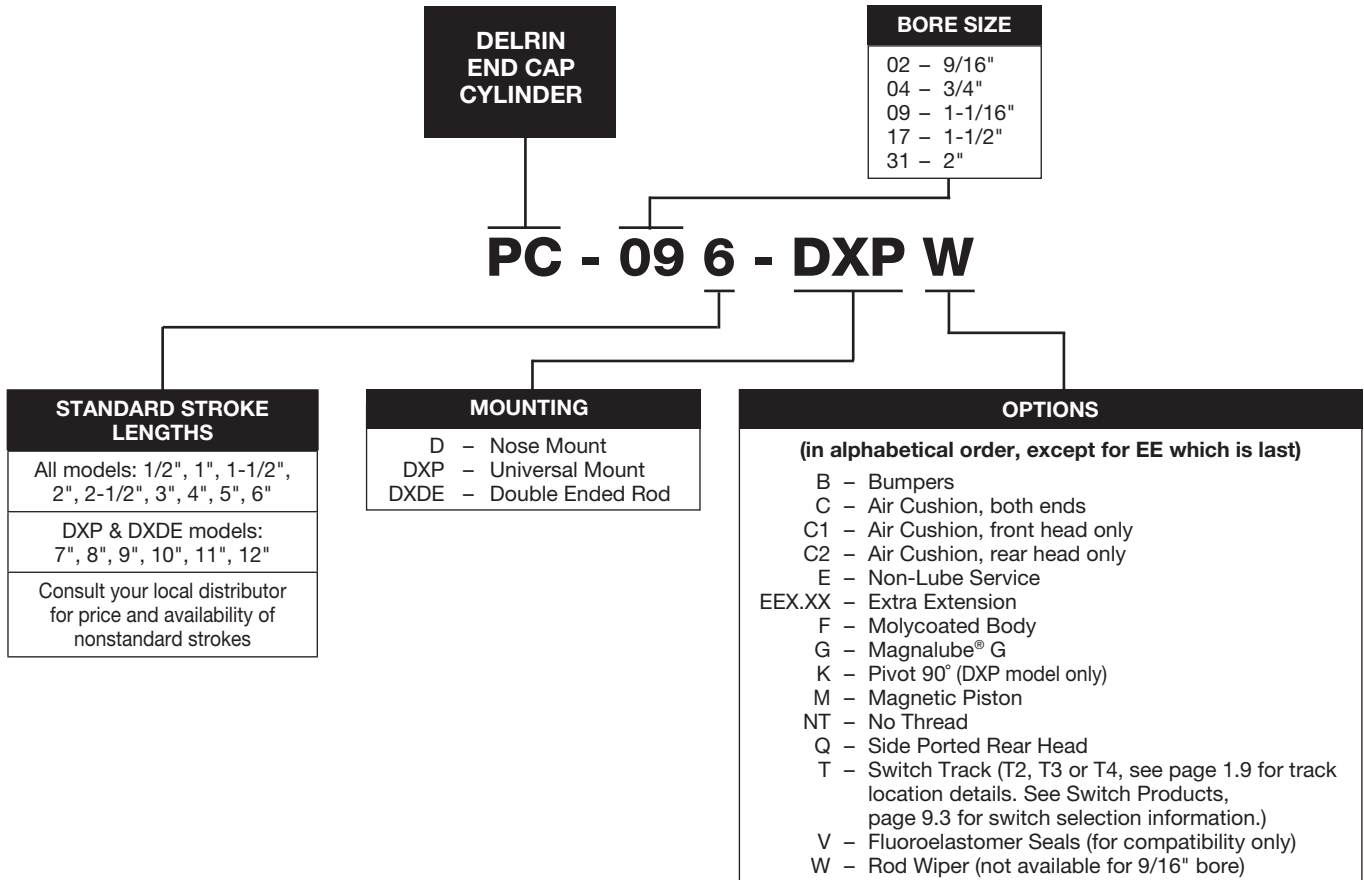 DELRIN
END CAP
CYLINDER
BORE SIZE
02 – 9/16"
04 – 3/4"
09 – 1-1/16"
17 – 1-1/2"
31 – 2"
PC - 09 6 - DXP W
STANDARD STROKE
LENGTHS
All models: 1/2", 1", 1-1/2",
2", 2-1/2", 3", 4", 5", 6"
DXP & DXDE models:
7", 8", 9", 10", 11", 12"
Consult your local distributor
for price and availability of
nonstandard strokes
MOUNTING
D – Nose Mount
DXP – Universal Mount
DXDE – Double Ended Rod
OPTIONS
(in alphabetical order, except for EE which is last)
B – Bumpers
C – Air Cushion, both ends
C1 – Air Cushion, front head only
C2 – Air Cushion, rear head only
E – Non-Lube Service
EEX.XX – Extra Extension
F – Molycoated Body
G – Magnalube® G
K – Pivot 90˚ (DXP model only)
M – Magnetic Piston
NT – No Thread
Q – Side Ported Rear Head
T – Switch Track (T2, T3 or T4, see page 1.9 for track
location details. See Switch Products,
page 9.3 for switch selection information.)
V – Fluoroelastomer Seals (for compatibility only)
W – Rod Wiper (not available for 9/16" bore)